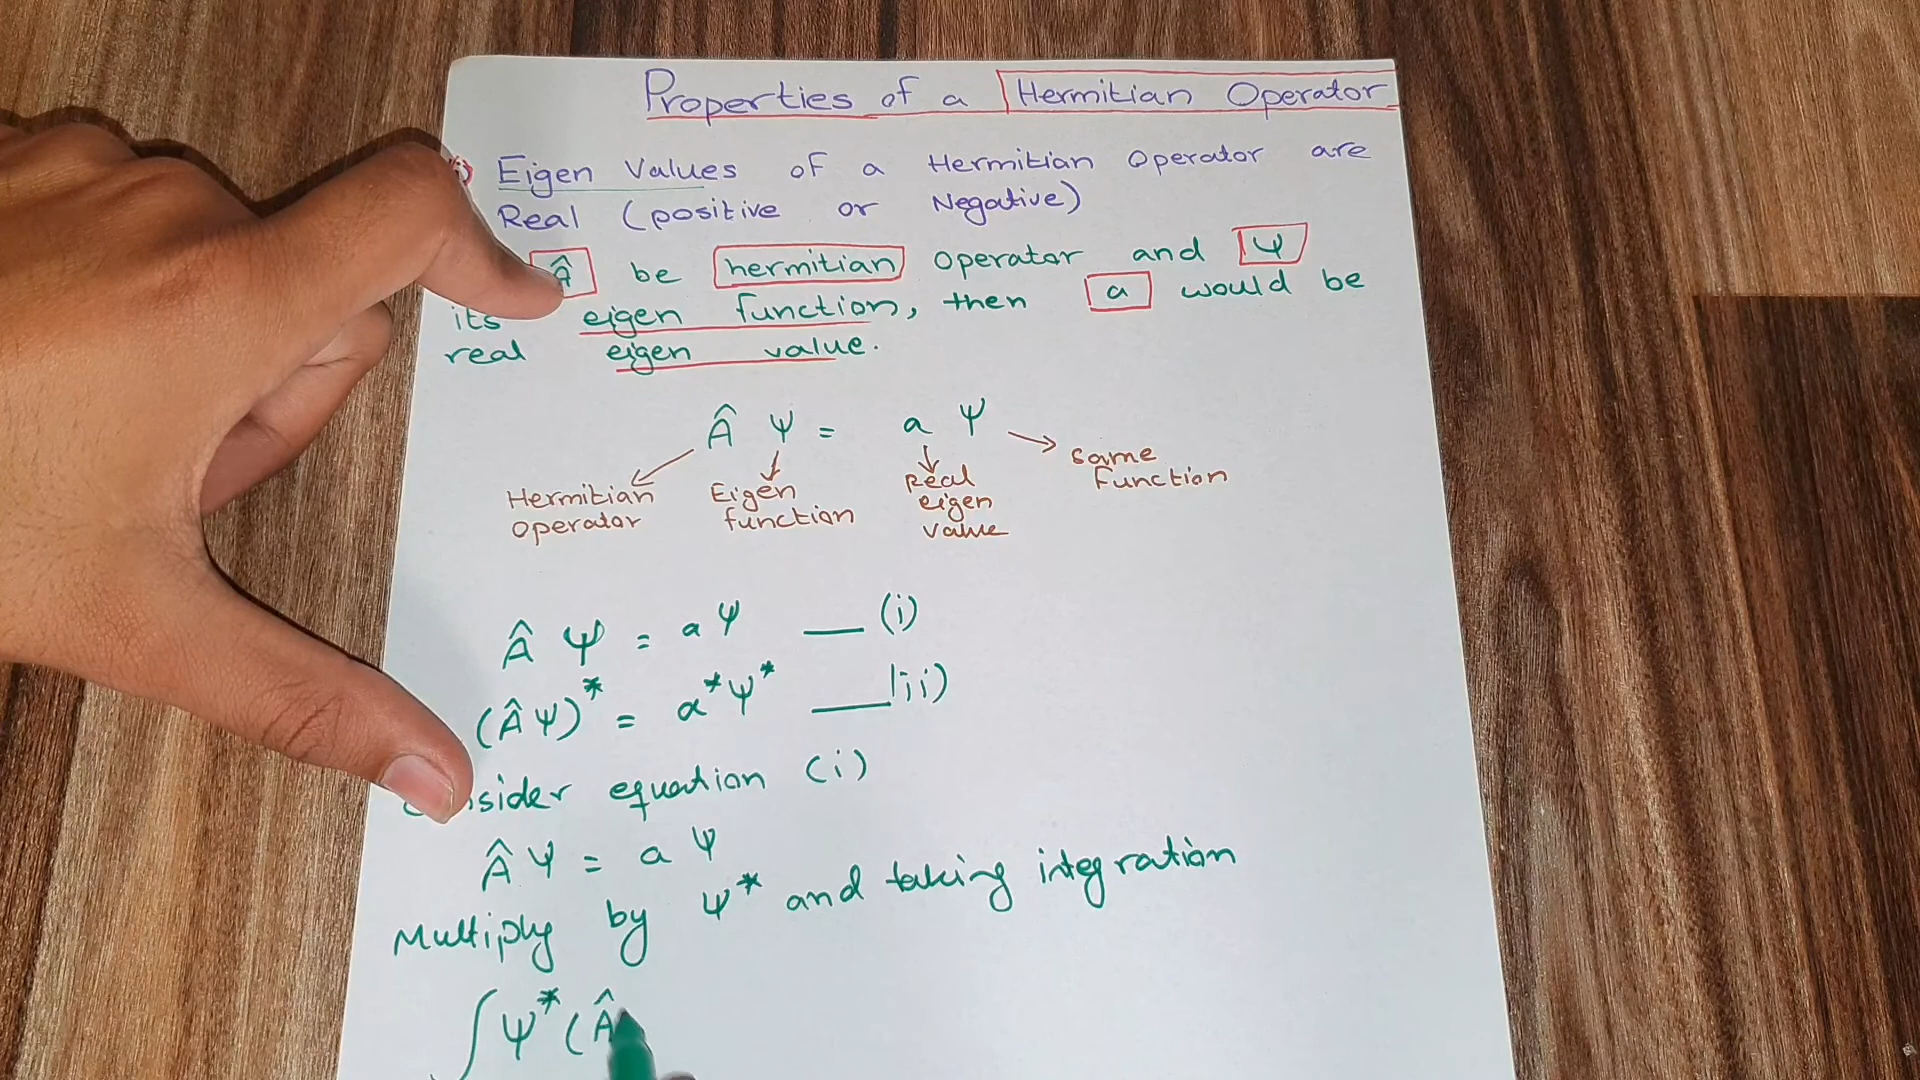 Properties of a Hermitian Operator
Eigen Values of a Hermitian Operator are
Real (positive or Negative)
Â be hermitian operator and Ψ
its eigen function, then a would be
real eigen value.
Â Ψ = a Ψ
same
function
Hermitian
operator
Eigen
function
Real
eigen
value
Â Ψ = a Ψ __ (i)
(ÂΨ)* = a*Ψ* __ (ii)
equation (i)
Â Ψ = a Ψ
Multiply by Ψ* and taking integration
∫ Ψ* (Â